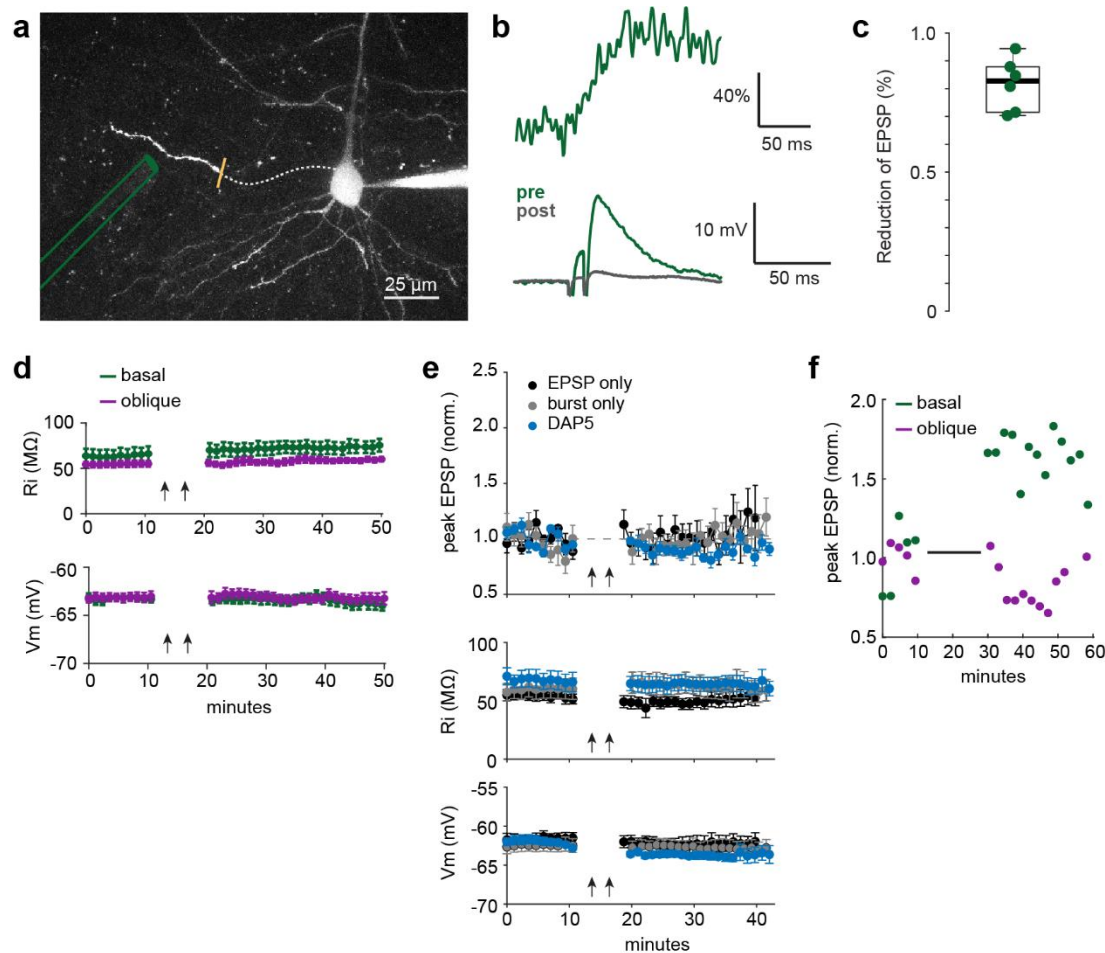 a
25 µm
b
40%
50 ms
pre
post
10 mV
50 ms
c
Reduction of EPSP (%)
1.0
0.5
0
d
basal
oblique
Ri (MΩ)
100
50
0
Vm (mV)
-60
-65
-70
0 10 20 30 40 50
minutes
e
EPSP only
burst only
DAP5
peak EPSP (norm.)
2.5
2.0
1.5
1.0
0.5
Ri (MΩ)
100
50
0
Vm (mV)
-55
-60
-65
-70
0 10 20 30 40
minutes
f
basal
oblique
peak EPSP (norm.)
2.0
1.5
1.0
0.5
0 10 20 30 40 50 60
minutes